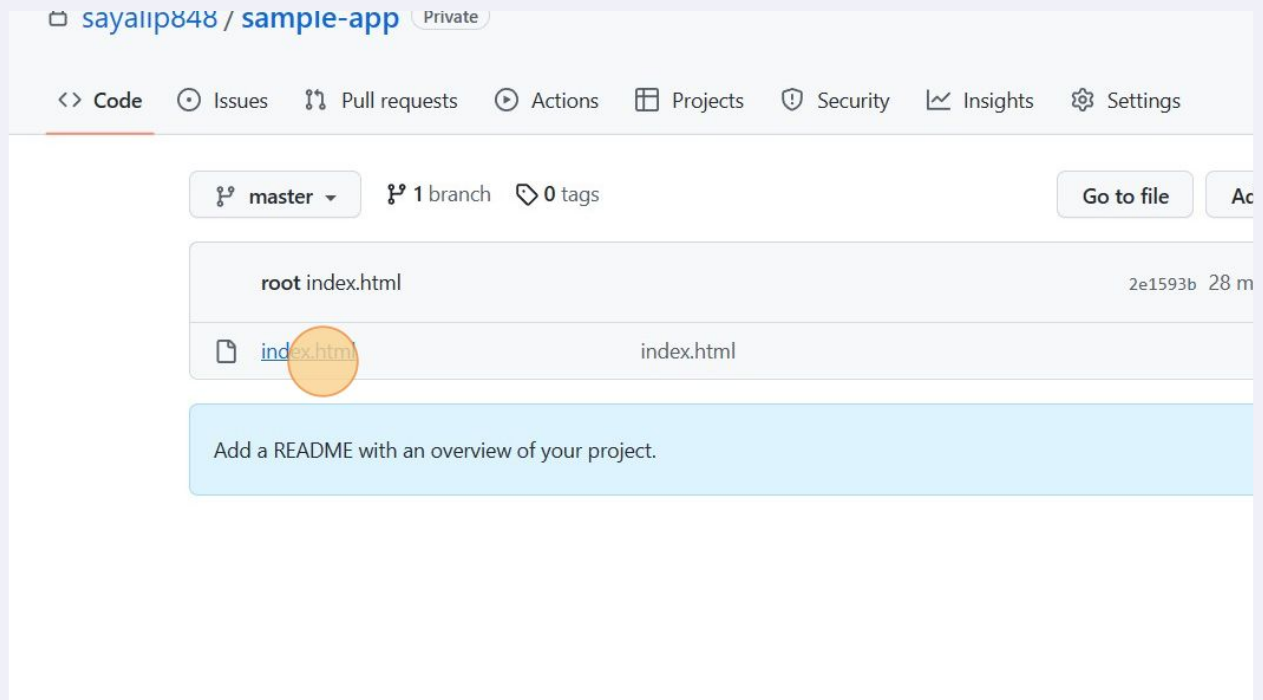 sayalip848 / sample-app Private
Code Issues Pull requests Actions Projects Security Insights Settings
master 1 branch 0 tags Go to file
root index.html 2e1593b 28 m
index.html index.html
Add a README with an overview of your project.